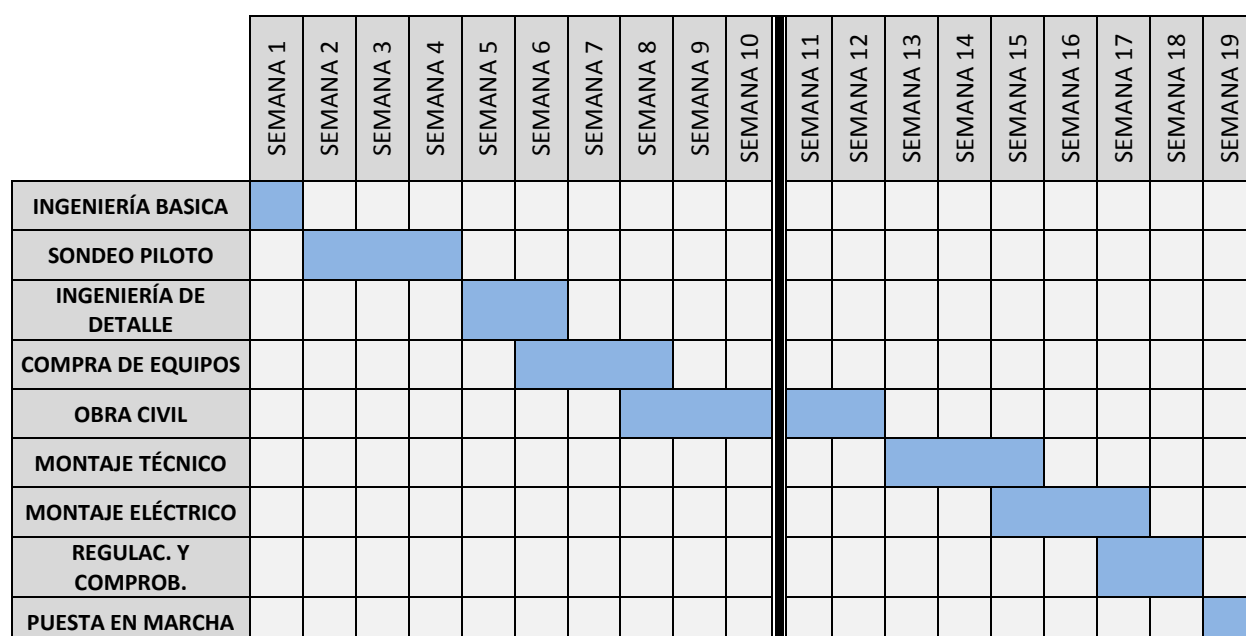 SEMANA 1
SEMANA 2
SEMANA 3
SEMANA 4
SEMANA 5
SEMANA 6
SEMANA 7
SEMANA 8
SEMANA 9
SEMANA 10
SEMANA 11
SEMANA 12
SEMANA 13
SEMANA 14
SEMANA 15
SEMANA 16
SEMANA 17
SEMANA 18
SEMANA 19
INGENIERÍA BASICA
SONDEO PILOTO
INGENIERÍA DE
DETALLE
COMPRA DE EQUIPOS
OBRA CIVIL
MONTAJE TÉCNICO
MONTAJE ELÉCTRICO
REGULAC. Y
COMPROB.
PUESTA EN MARCHA